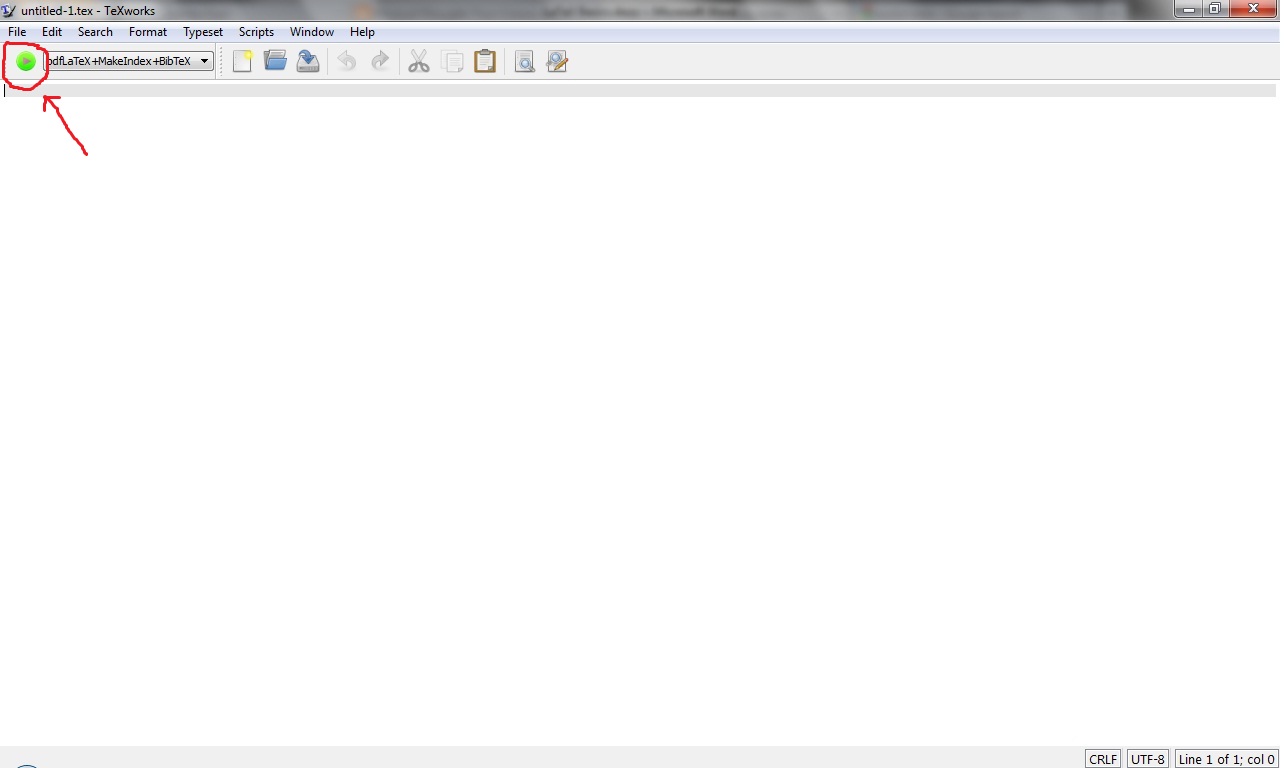 untitled-1.tex - TeXworks
File Edit Search Format Typeset Scripts Window Help
pdfLaTeX+MakeIndex+BibTeX
CRLF UTF-8 Line 1 of 1; col 0